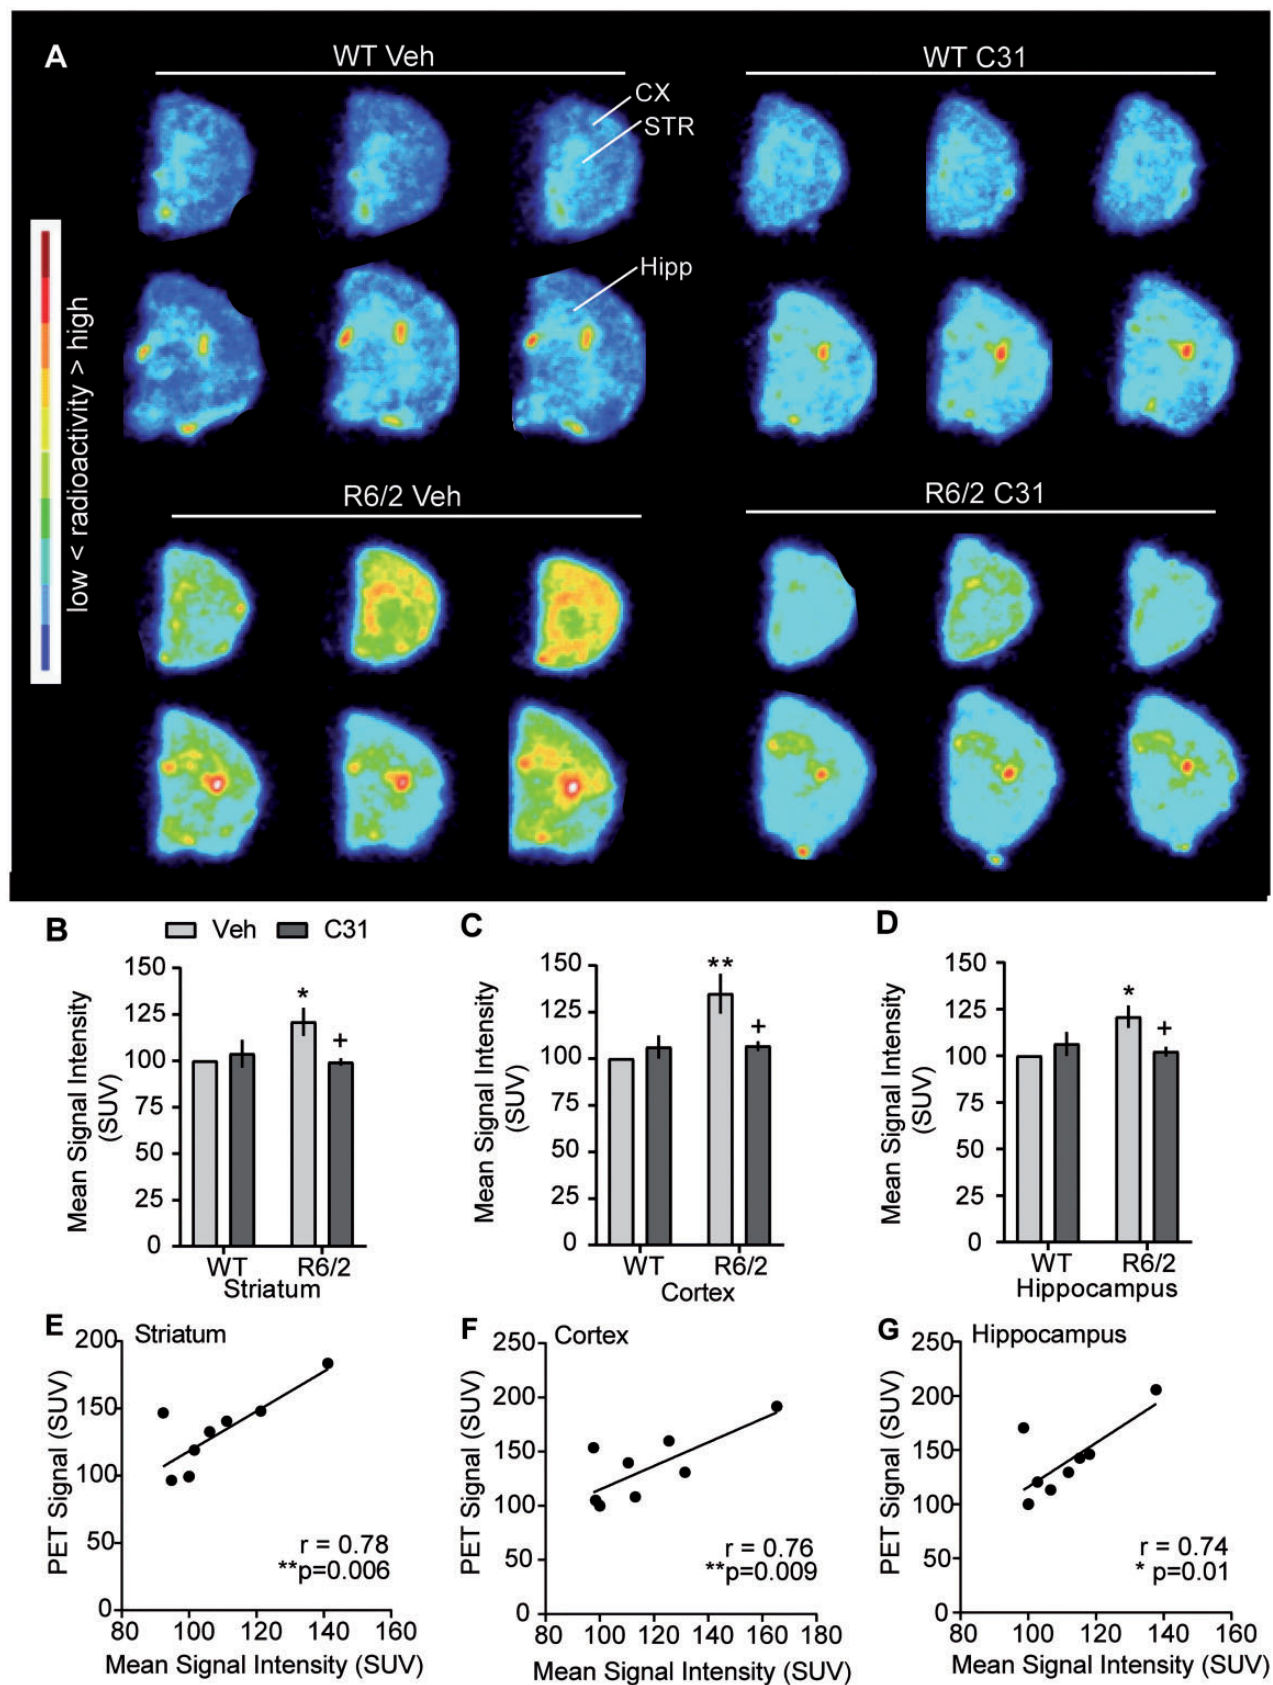 A
WT Veh
WT C31
CX
STR
Hipp
low < radioactivity > high
R6/2 Veh
R6/2 C31
B
Veh
C31
Mean Signal Intensity
(SUV)
150
125
100
75
50
25
0
*
+
WT
R6/2
Striatum
C
Mean Signal Intensity
(SUV)
150
125
100
75
50
25
0
**
+
WT
R6/2
Cortex
D
Mean Signal Intensity
(SUV)
150
125
100
75
50
25
0
*
+
WT
R6/2
Hippocampus
E
Striatum
PET Signal (SUV)
200
150
100
50
0
r = 0.78
**p=0.006
80 100 120 140 160
Mean Signal Intensity (SUV)
F
Cortex
PET Signal (SUV)
250
200
150
100
50
0
r = 0.76
**p=0.009
80 100 120 140 160 180
Mean Signal Intensity (SUV)
G
Hippocampus
PET Signal (SUV)
250
200
150
100
50
0
r = 0.74
* p=0.01
80 100 120 140 160
Mean Signal Intensity (SUV)